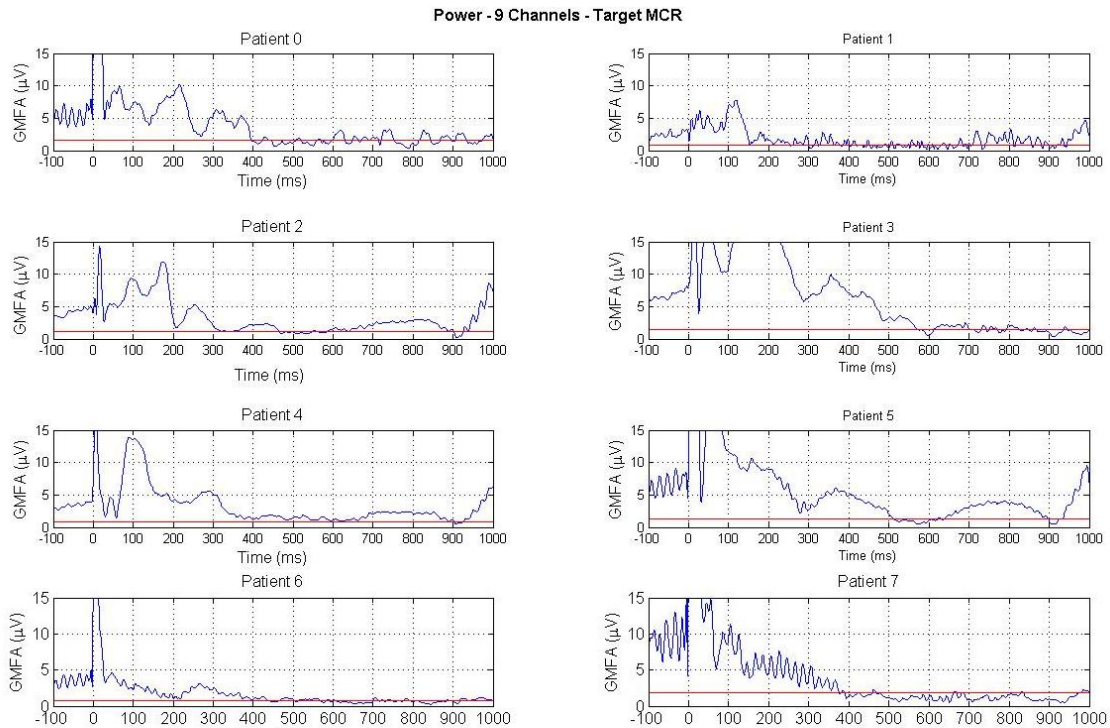 Power - 9 Channels - Target MCR
Patient 0
15
10
5
0
GMFA (µV)
-100 0 100 200 300 400 500 600 700 800 900 1000
Time (ms)
Patient 1
15
10
5
0
GMFA (µV)
-100 0 100 200 300 400 500 600 700 800 900 1000
Time (ms)
Patient 2
15
10
5
0
GMFA (µV)
-100 0 100 200 300 400 500 600 700 800 900 1000
Time (ms)
Patient 3
15
10
5
0
GMFA (µV)
-100 0 100 200 300 400 500 600 700 800 900 1000
Time (ms)
Patient 4
15
10
5
0
GMFA (µV)
-100 0 100 200 300 400 500 600 700 800 900 1000
Time (ms)
Patient 5
15
10
5
0
GMFA (µV)
-100 0 100 200 300 400 500 600 700 800 900 1000
Time (ms)
Patient 6
15
10
5
0
GMFA (µV)
-100 0 100 200 300 400 500 600 700 800 900 1000
Patient 7
15
10
5
0
GMFA (µV)
-100 0 100 200 300 400 500 600 700 800 900 1000